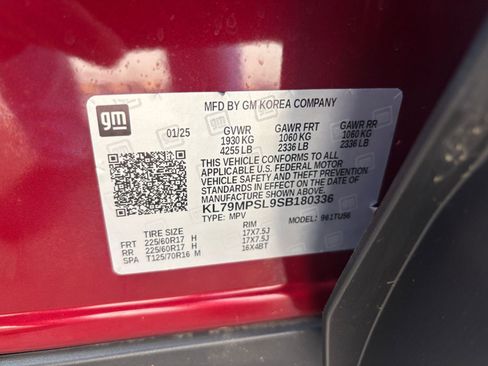 gm
MFD BY GM KOREA COMPANY
01/25 GVWR GAWR FRT GAWR RR
1930 KG 1060 KG 1060 KG
4255 LB 2336 LB 2336 LB
THIS VEHICLE CONFORMS TO ALL
APPLICABLE U.S. FEDERAL MOTOR
VEHICLE SAFETY AND THEFT PREVENTION
STANDARDS IN EFFECT ON THE DATE OF
MANUFACTURE SHOWN ABOVE.
KL79MPSL9SB180336
TYPE: MPV MODEL: 961TU56
TIRE SIZE RIM
FRT 225/60R17 H 17X7.5J
RR 225/60R17 H 17X7.5J
SPA T125/70R16 M 16X4BT